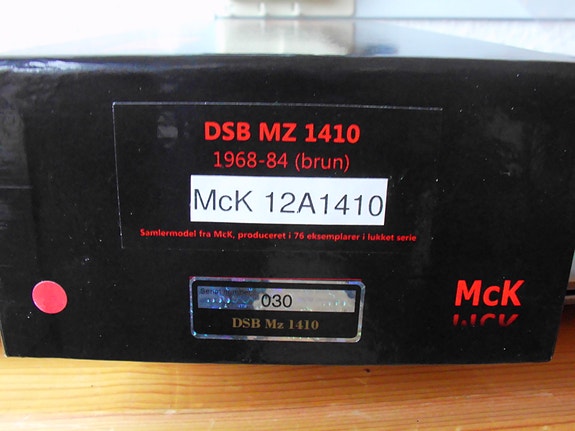 DSB MZ 1410
1968-84 (brun)
McK 12A1410
Samlermodel fra McK, produceret i 76 eksemplarer i lukket serie
030
DSB Mz 1410
McK